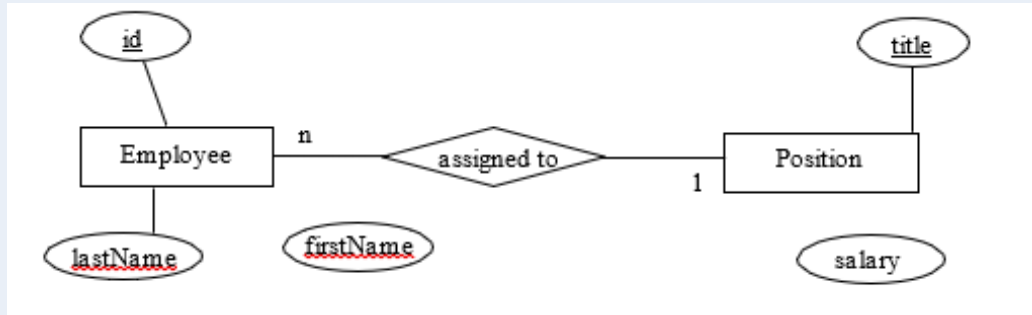 id
title
Employee
n
assigned to
1
Position
lastName
firstName
salary